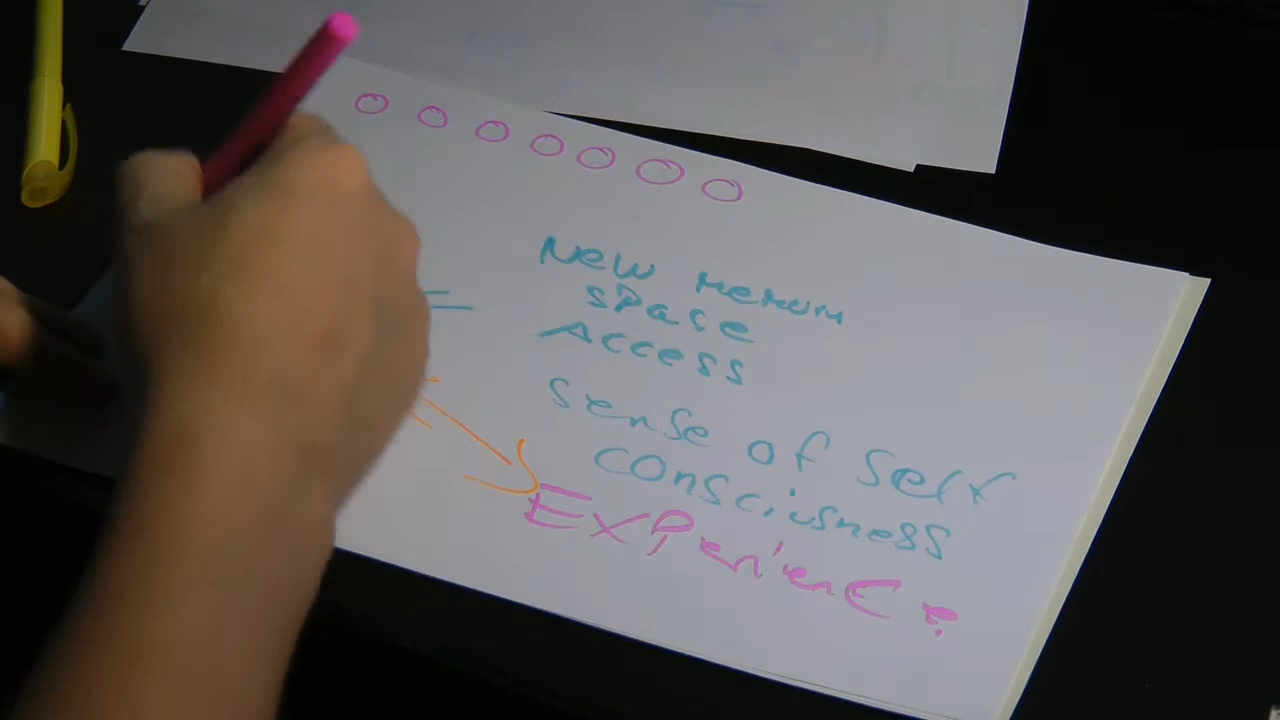 New Memory
space
Access
sense of self
consciusness
EXPerienCe